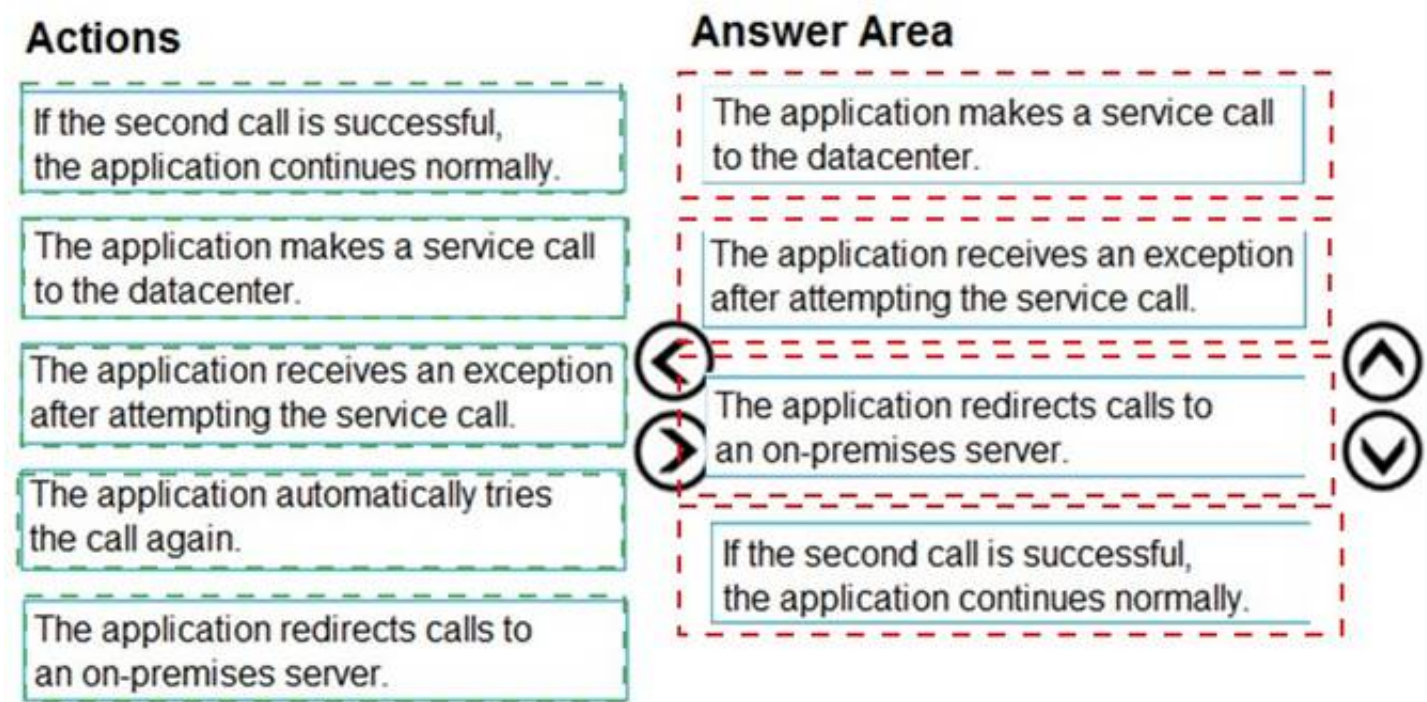 Actions
If the second call is successful,
the application continues normally.
The application makes a service call
to the datacenter.
The application receives an exception
after attempting the service call.
The application automatically tries
the call again.
The application redirects calls to
an on-premises server.
Answer Area
The application makes a service call
to the datacenter.
The application receives an exception
after attempting the service call.
The application redirects calls to
an on-premises server.
If the second call is successful,
the application continues normally.